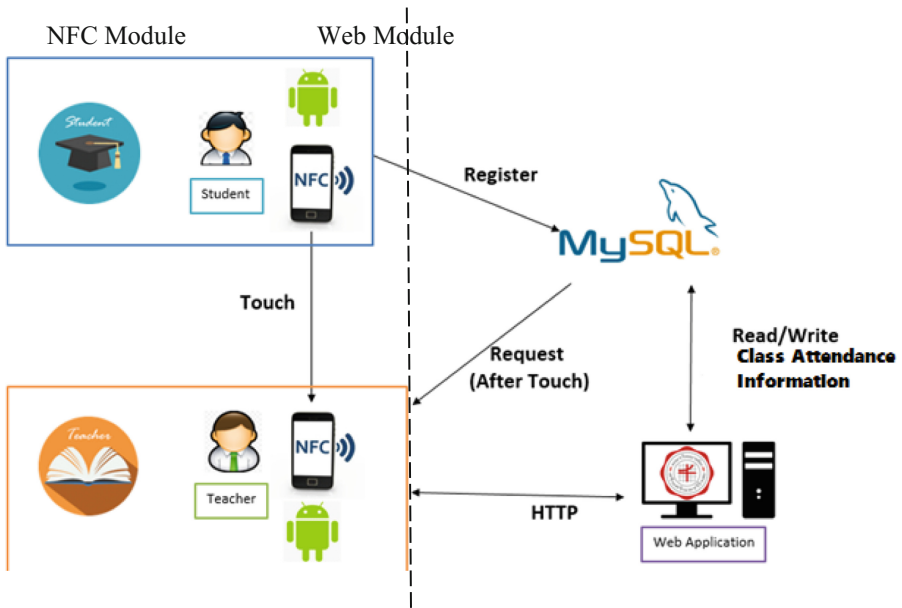 NFC Module
Web Module
Student
Student
NFC
Register
MySQL®
Touch
Request
(After Touch)
Read/Write
Class Attendance
Information
Teacher
Teacher
NFC
HTTP
Web Application